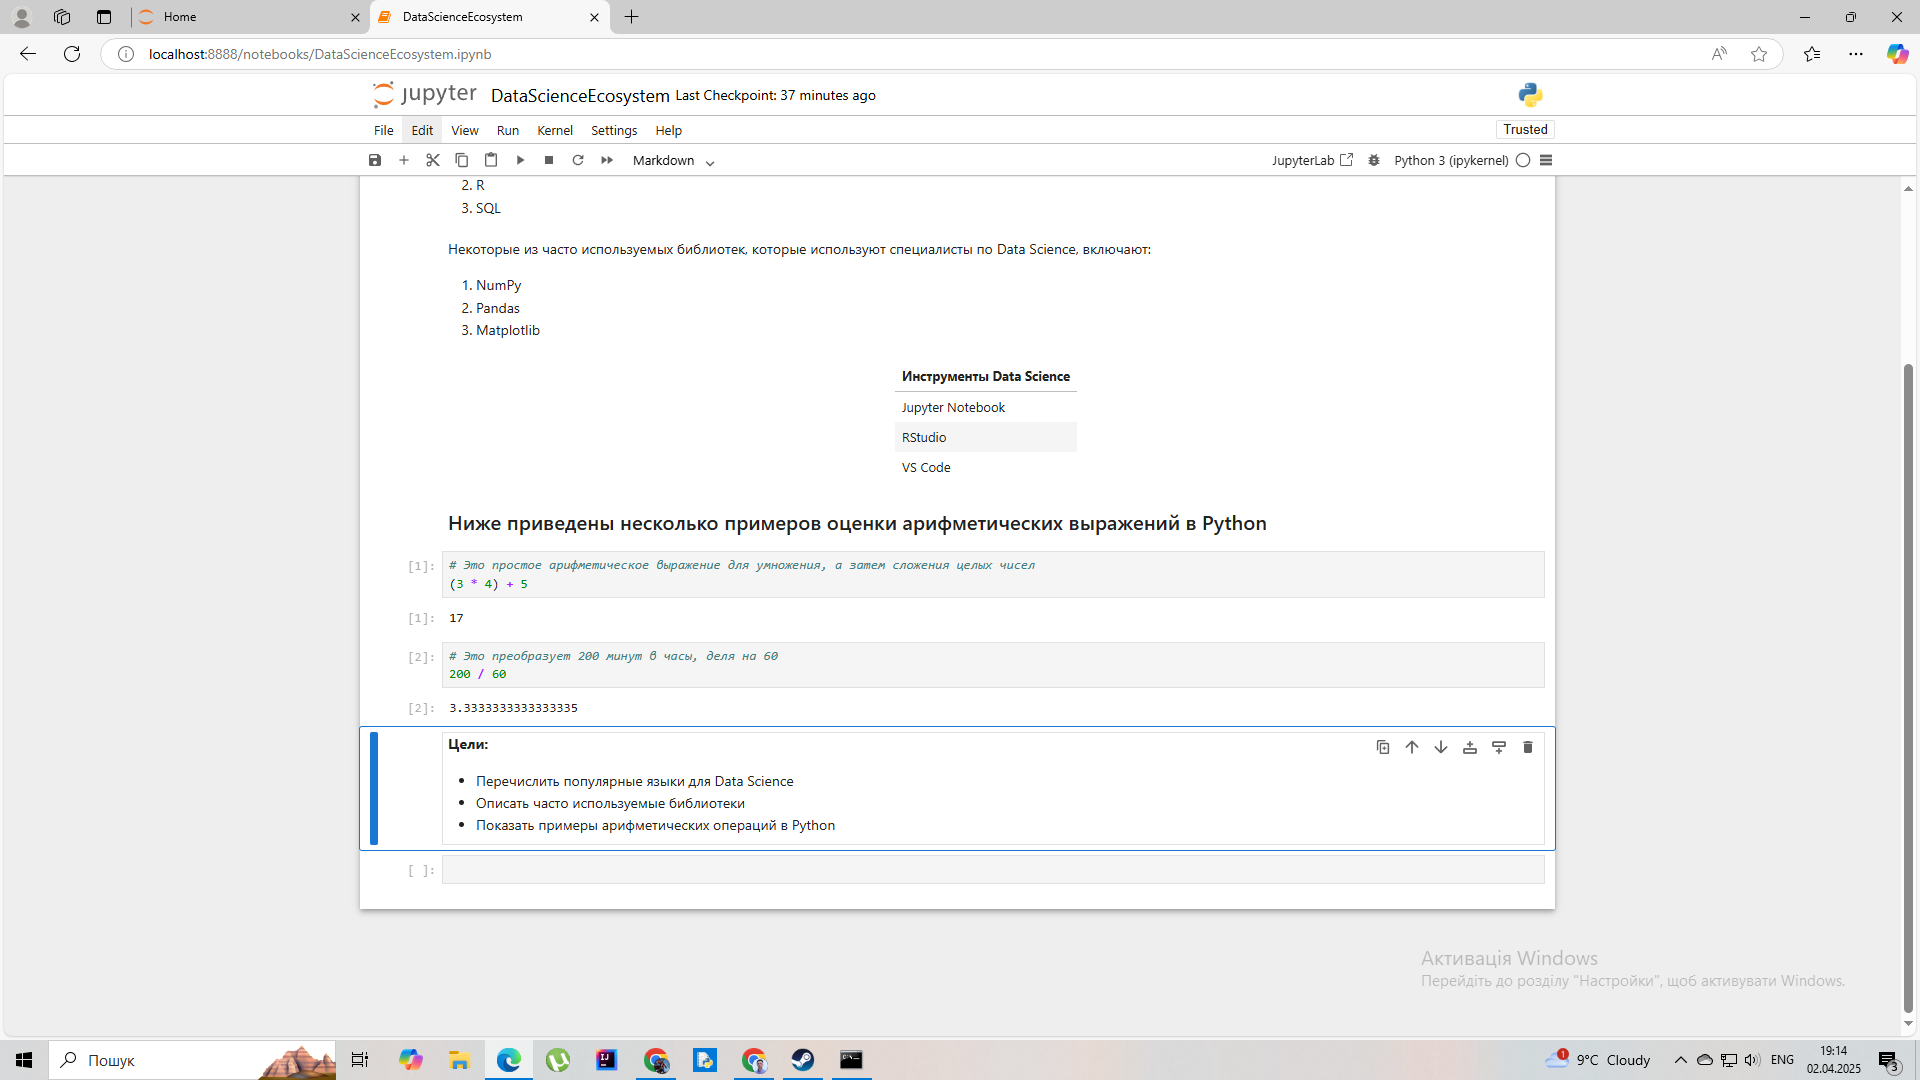 Home
DataScienceEcosystem
localhost:8888/notebooks/DataScienceEcosystem.ipynb
jupyter DataScienceEcosystem Last Checkpoint: 37 minutes ago
File Edit View Run Kernel Settings Help
Trusted
Markdown
JupyterLab
Python 3 (ipykernel)
2. R
3. SQL
Некоторые из часто используемых библиотек, которые используют специалисты по Data Science, включают:
1. NumPy
2. Pandas
3. Matplotlib
Инструменты Data Science
Jupyter Notebook
RStudio
VS Code
Ниже приведены несколько примеров оценки арифметических выражений в Python
[1]: # Это простое арифметическое выражение для умножения, а затем сложения целых чисел
(3 * 4) + 5
[1]: 17
[2]: # Это преобразует 200 минут в часы, деля на 60
200 / 60
[2]: 3.3333333333333335
Цели:
• Перечислить популярные языки для Data Science
• Описать часто используемые библиотеки
• Показать примеры арифметических операций в Python
[ ]:
Активація Windows
Перейдіть до розділу "Настройки", щоб активувати Windows.
Пошук
1
9°C Cloudy
ENG
19:14
02.04.2025
3